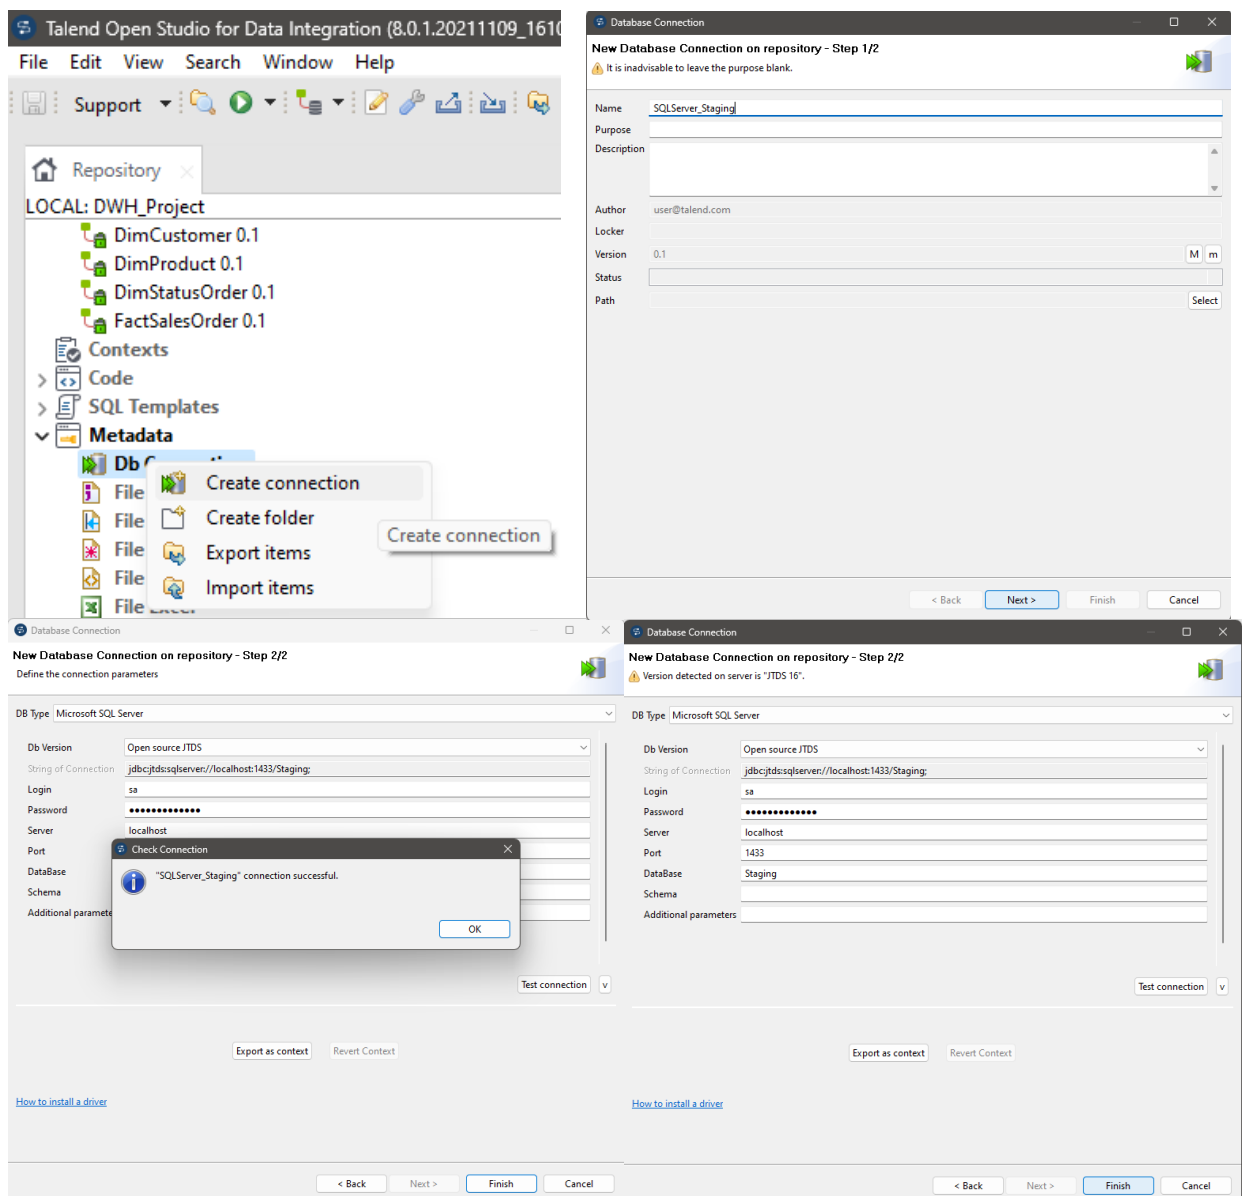 Talend Open Studio for Data Integration (8.0.1.20211109_1610
File Edit View Search Window Help
Support
Repository
LOCAL: DWH_Project
DimCustomer 0.1
DimProduct 0.1
DimStatusOrder 0.1
FactSalesOrder 0.1
Contexts
Code
SQL Templates
Metadata
Db
File
File
File
File
File
Create connection
Create folder
Export items
Import items
Create connection
Database Connection
New Database Connection on repository - Step 1/2
It is inadvisable to leave the purpose blank.
Name SQLServer_Staging
Purpose
Description
Author user@talend.com
Locker
Version 0.1 M m
Status
Path Select
< Back Next > Finish Cancel
Database Connection
New Database Connection on repository - Step 2/2
Define the connection parameters
DB Type Microsoft SQL Server
Db Version Open source JTDS
String of Connection jdbc:jtds:sqlserver://localhost:1433/Staging;
Login sa
Password •••••••••••••
Server localhost
Port
DataBase
Schema
Additional paramete
Check Connection
"SQLServer_Staging" connection successful.
OK
Test connection v
Export as context Revert Context
How to install a driver
< Back Next > Finish Cancel
Database Connection
New Database Connection on repository - Step 2/2
Version detected on server is "JTDS 16".
DB Type Microsoft SQL Server
Db Version Open source JTDS
String of Connection jdbc:jtds:sqlserver://localhost:1433/Staging;
Login sa
Password •••••••••••••
Server localhost
Port 1433
DataBase Staging
Schema
Additional parameters
Test connection v
Export as context Revert Context
How to install a driver
< Back Next > Finish Cancel